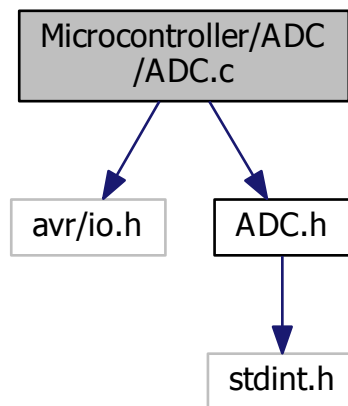 Microcontroller/ADC
/ADC.c
avr/io.h
ADC.h
stdint.h